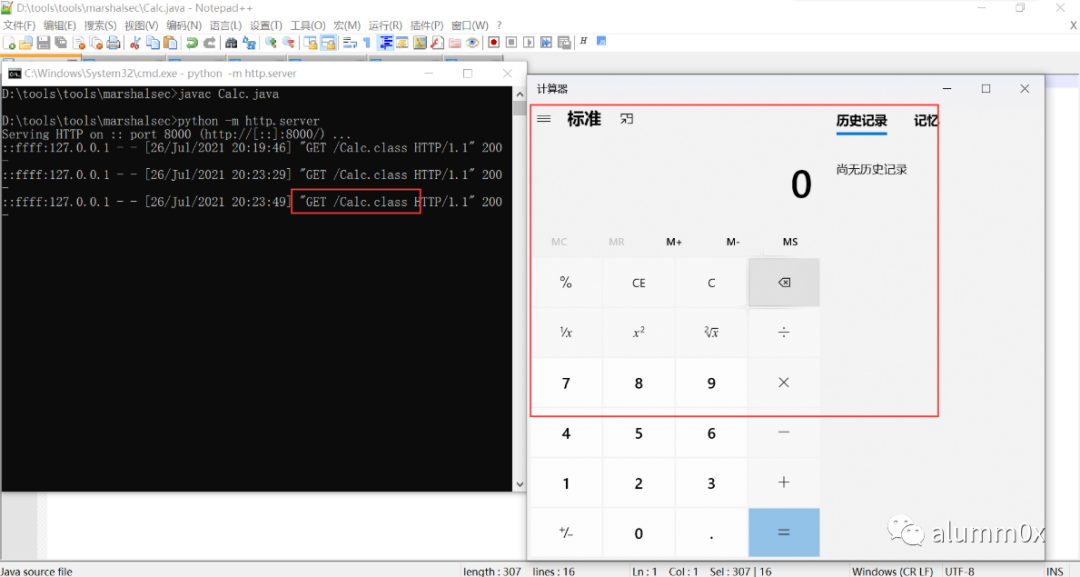 D:\tools\tools\marshalsec\Calc.java - Notepad++
文件(F) 编辑(E) 搜索(S) 视图(V) 编码(N) 语言(L) 设置(T) 工具(O) 宏(M) 运行(R) 插件(P) 窗口(W) ?
X
C:\Windows\System32\cmd.exe - python -m http.server
D:\tools\tools\marshalsec>javac Calc.java
D:\tools\tools\marshalsec>python -m http.server
Serving HTTP on :: port 8000 (http://[::]:8000/) ...
::ffff:127.0.0.1 - - [26/Jul/2021 20:19:46] "GET /Calc.class HTTP/1.1" 200
-
::ffff:127.0.0.1 - - [26/Jul/2021 20:23:29] "GET /Calc.class HTTP/1.1" 200
-
::ffff:127.0.0.1 - - [26/Jul/2021 20:23:49] "GET /Calc.class HTTP/1.1" 200
-
计算器
标准
历史记录 记忆
尚无历史记录
0
MC MR M+ M- MS
% CE C
¹/x x² ²√x ÷
7 8 9 ×
4 5 6 −
1 2 3 +
+/− 0 . =
alumm0x
Java source file length : 307 lines : 16 Ln : 1 Col : 1 Sel : 307 | 16 Windows (CR LF) UTF-8 INS